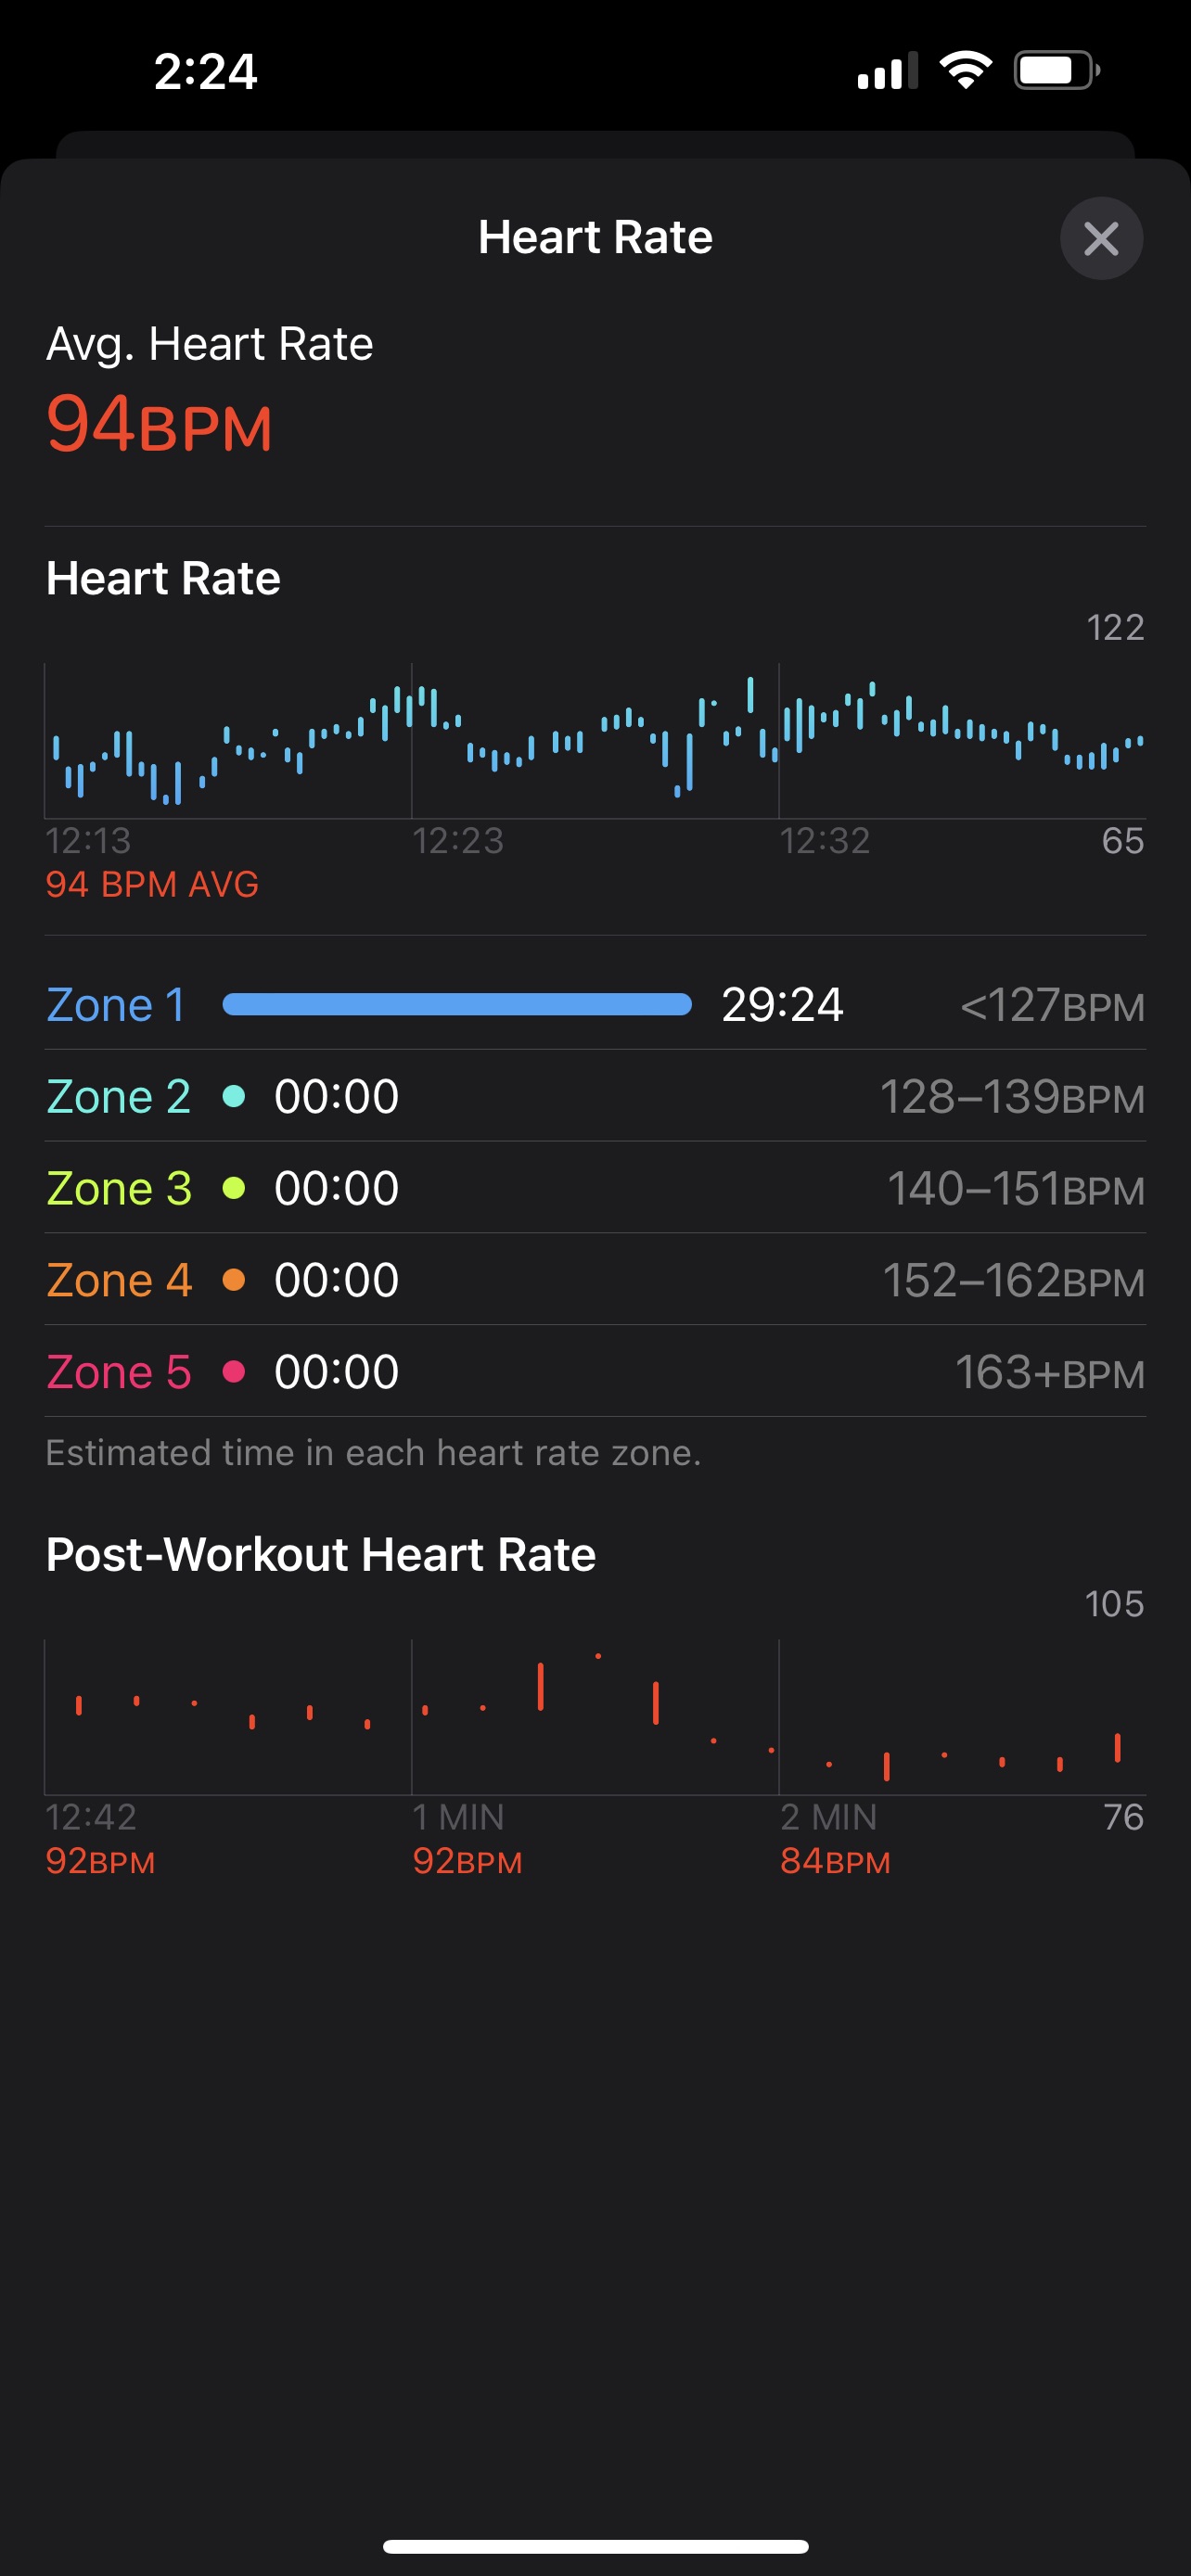 2:24
Heart Rate
Avg. Heart Rate
94BPM
Heart Rate
122
12:13 12:23 12:32 65
94 BPM AVG
Zone 1 29:24 <127BPM
Zone 2 00:00 128–139BPM
Zone 3 00:00 140–151BPM
Zone 4 00:00 152–162BPM
Zone 5 00:00 163+BPM
Estimated time in each heart rate zone.
Post-Workout Heart Rate
105
12:42 1 MIN 2 MIN 76
92BPM 92BPM 84BPM